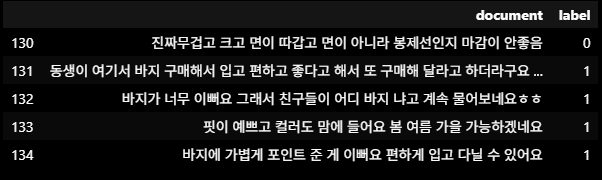 document label
130 진짜무겁고 크고 면이 따갑고 면이 아니라 봉제선인지 마감이 안좋음 0
131 동생이 여기서 바지 구매해서 입고 편하고 좋다고 해서 또 구매해 달라고 하더라구요 ... 1
132 바지가 너무 이뻐요 그래서 친구들이 어디 바지 냐고 계속 물어보네요ㅎㅎ 1
133 핏이 예쁘고 컬러도 맘에 들어요 봄 여름 가을 가능하겠네요 1
134 바지에 가볍게 포인트 준 게 이뻐요 편하게 입고 다닐 수 있어요 1